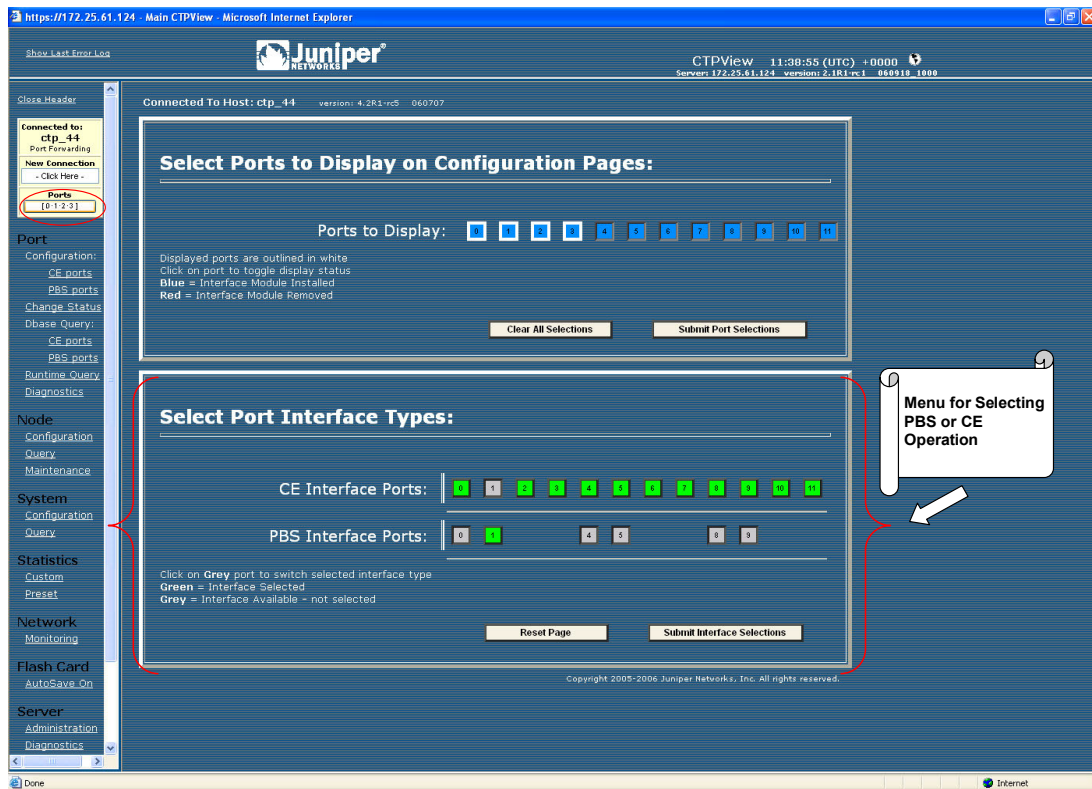 https://172.25.61.124 - Main CTPView - Microsoft Internet Explorer
Show Last Error Log
Juniper®
NETWORKS
CTPView 11:38:55 (UTC) +0000
Server: 172.25.61.124 version: 2.1R1-rc1 060918_1000
Close Header
Connected to:
ctp_44
Port Forwarding
New Connection
- Click Here -
Ports
[ 0·1·2·3 ]
Port
Configuration:
CE ports
PBS ports
Change Status
Dbase Query:
CE ports
PBS ports
Runtime Query
Diagnostics
Node
Configuration
Query
Maintenance
System
Configuration
Query
Statistics
Custom
Preset
Network
Monitoring
Flash Card
AutoSave On
Server
Administration
Diagnostics
Connected To Host: ctp_44 version: 4.2R1-rc5 060707
Select Ports to Display on Configuration Pages:
Ports to Display: 0 1 2 3 4 5 6 7 8 9 10 11
Displayed ports are outlined in white
Click on port to toggle display status
Blue = Interface Module Installed
Red = Interface Module Removed
Clear All Selections Submit Port Selections
Select Port Interface Types:
CE Interface Ports: 0 1 2 3 4 5 6 7 8 9 10 11
PBS Interface Ports: 0 1 4 5 8 9
Click on Grey port to switch selected interface type
Green = Interface Selected
Grey = Interface Available - not selected
Reset Page Submit Interface Selections
Copyright 2005-2006 Juniper Networks, Inc. All rights reserved.
Menu for Selecting
PBS or CE
Operation
Done
Internet